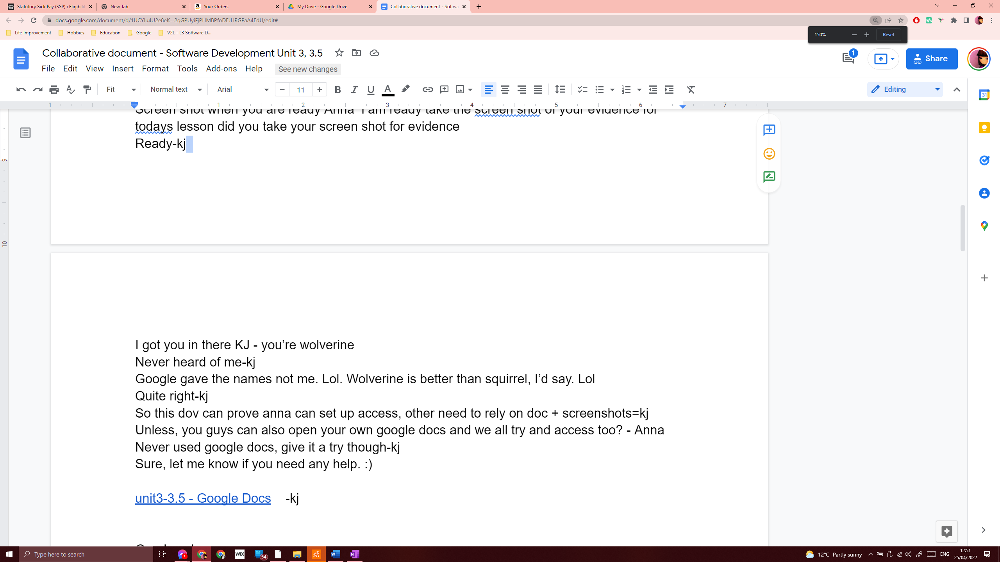 Statutory Sick Pay (SSP) : Eligibilit
New Tab
Your Orders
My Drive - Google Drive
Collaborative document - Softwa
docs.google.com/document/d/1UCYlu4U2e8eK--2qGPUyiFjPHMBPfoDEJHRGPaA4EdU/edit#
Life Improvement
Hobbies
Education
Google
V2L - L3 Software D...
150%
Reset
Collaborative document - Software Development Unit 3, 3.5
1
Share
File Edit View Insert Format Tools Add-ons Help See new changes
Fit Normal text Arial 11 Editing
1 1 2 3 4 5 6 7
31
Screen shot when you are ready Anna I am ready take the screen shot of your evidence for
todays lesson did you take your screen shot for evidence
Ready-kj
9
10
I got you in there KJ - you’re wolverine
Never heard of me-kj
Google gave the names not me. Lol. Wolverine is better than squirrel, I’d say. Lol
Quite right-kj
So this dov can prove anna can set up access, other need to rely on doc + screenshots=kj
Unless, you guys can also open your own google docs and we all try and access too? - Anna
Never used google docs, give it a try though-kj
Sure, let me know if you need any help. :)
unit3-3.5 - Google Docs -kj
Type here to search
1
WIX
54
12°C Partly sunny
ENG
12:51
25/04/2022